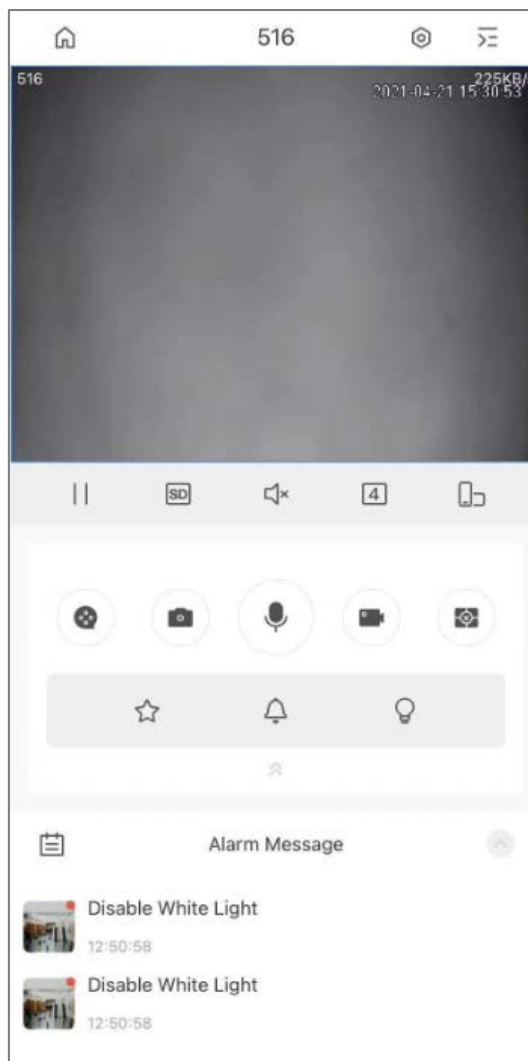 516
516
225KB/
2021-04-21 15:30:53
SD
4
Alarm Message
Disable White Light
12:50:58
Disable White Light
12:50:58